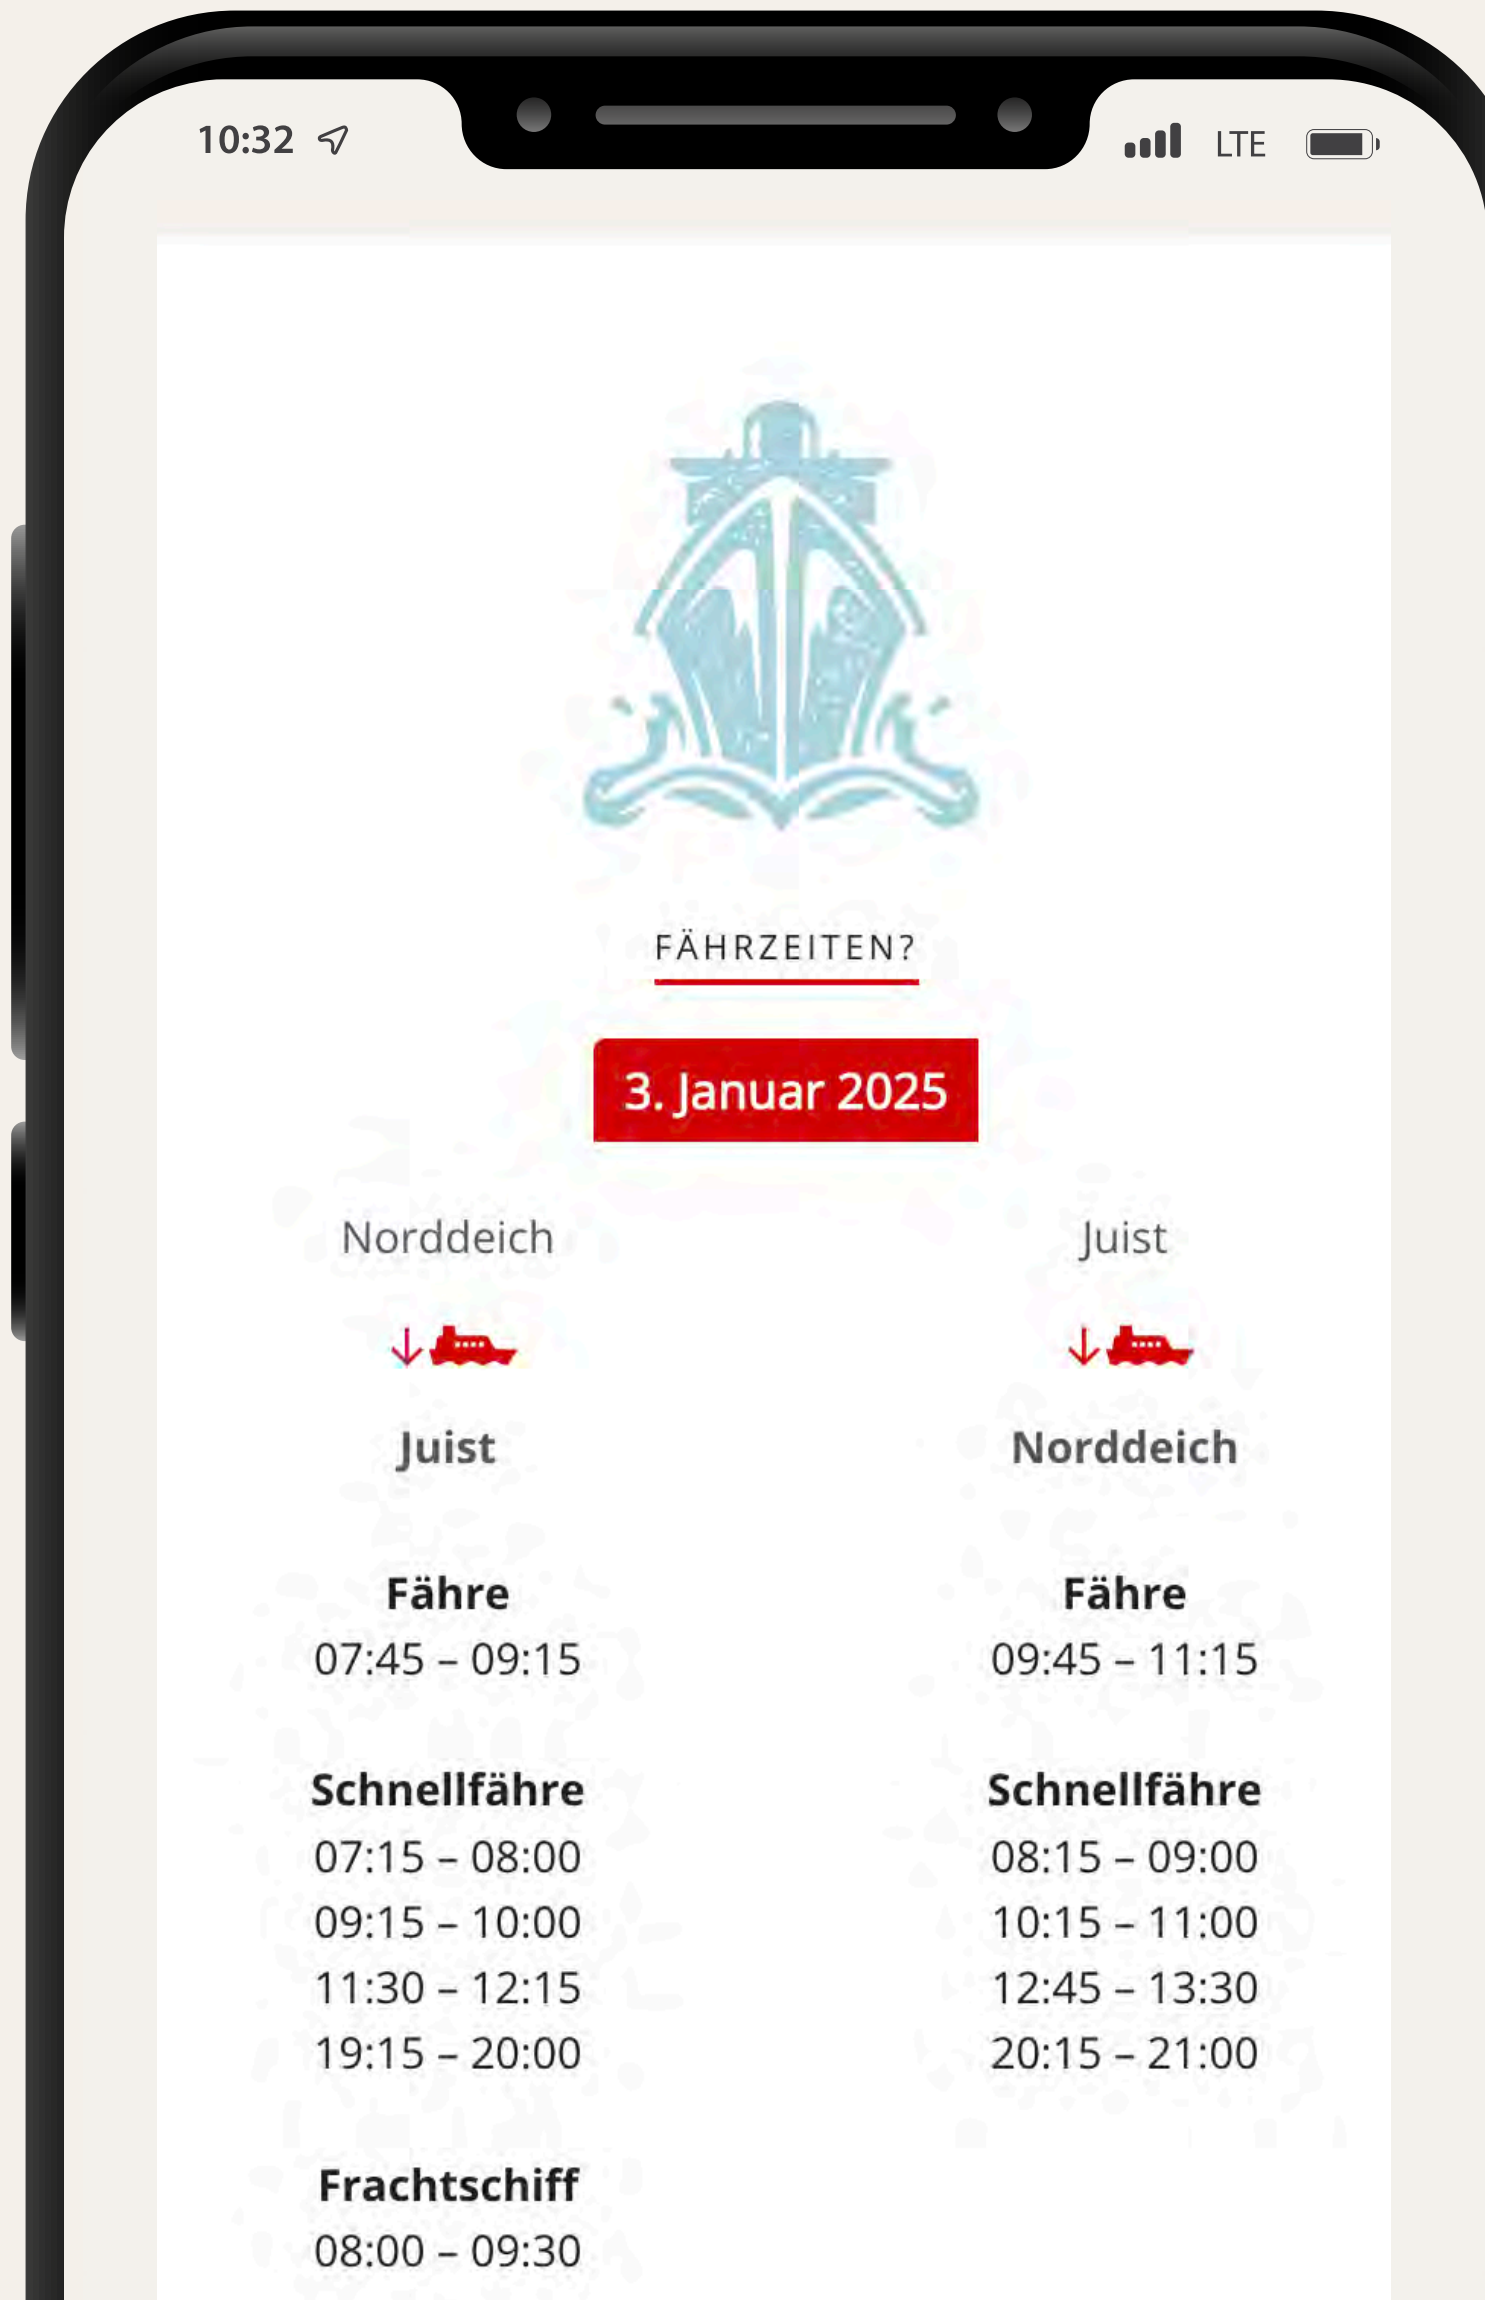 10:32
LTE
FÄHRZEITEN?
3. Januar 2025
Norddeich
Juist
Fähre
07:45 – 09:15
Schnellfähre
07:15 – 08:00
09:15 – 10:00
11:30 – 12:15
19:15 – 20:00
Frachtschiff
08:00 – 09:30
Juist
Norddeich
Fähre
09:45 – 11:15
Schnellfähre
08:15 – 09:00
10:15 – 11:00
12:45 – 13:30
20:15 – 21:00